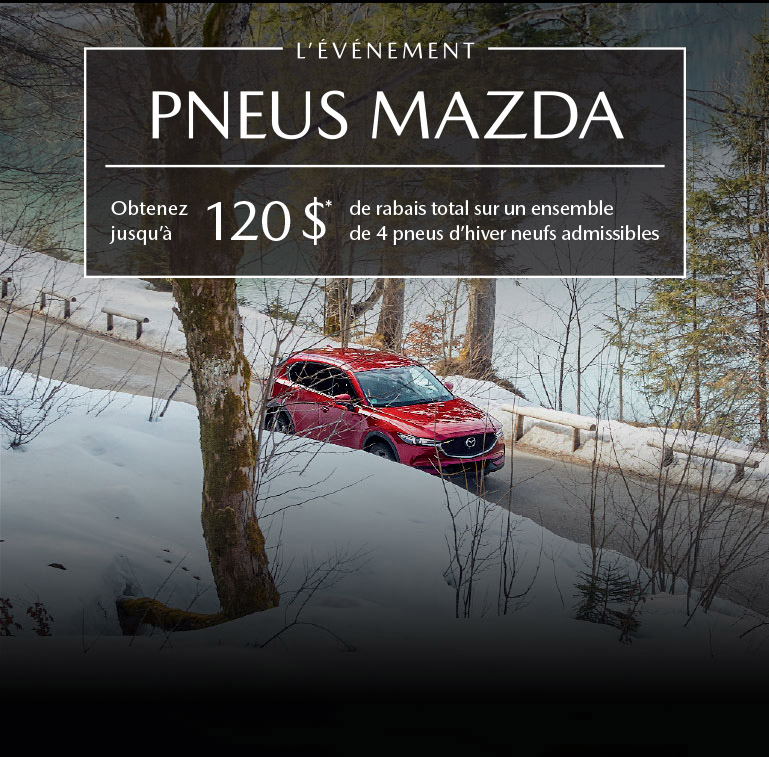 L'ÉVÉNEMENT
PNEUS MAZDA
Obtenez
jusqu'à
120 $*
de rabais total sur un ensemble
de 4 pneus d'hiver neufs admissibles